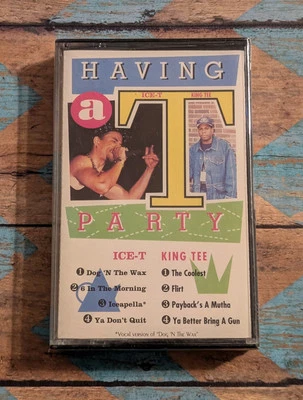 HAVING
a
ICE-T KING TEE
T
PARTY
ICE-T KING TEE
1 Dog 'N The Wax 1 The Coolest
2 6 In The Morning 2 Flirt
3 Iceapella* 3 Payback's A Mutha
4 Ya Don't Quit 4 Ya Better Bring A Gun
*Vocal version of "Dog 'N The Wax"